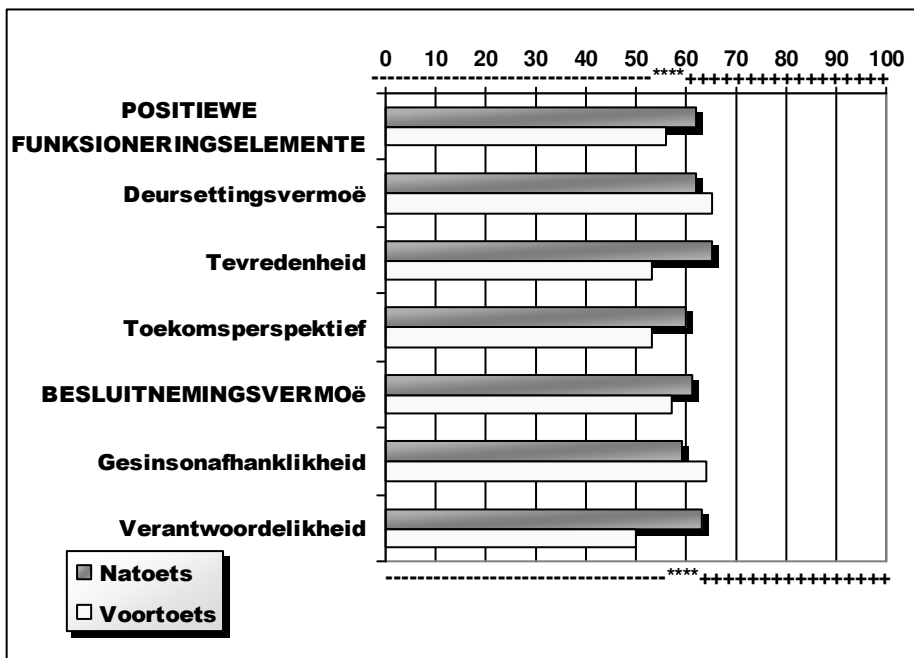 0 10 20 30 40 50 60 70 80 90 100
----------------------------****++++++++++++++++
POSITIEWE
FUNKSIONERINGSELEMENTE
Deursettingsvermoë
Tevredenheid
Toekomsperspektief
BESLUITNEMINGSVERMOë
Gesinsonafhanklikheid
Verantwoordelikheid
----------------------------****+++++++++++++++
Natoets
Voortoets